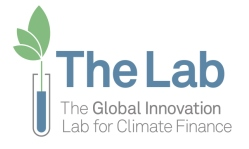 The Lab
The Global Innovation
Lab for Climate Finance